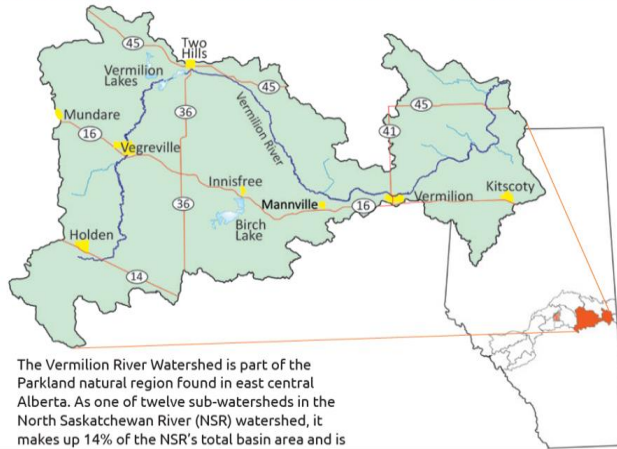 45
Two
Hills
Vermilion
Lakes
45
Mundare
36
Vermilion River
45
16
41
Vegreville
Innisfree
Mannville
Vermilion
Kitscoty
36
16
Birch
Lake
Holden
14
The Vermilion River Watershed is part of the
Parkland natural region found in east central
Alberta. As one of twelve sub-watersheds in the
North Saskatchewan River (NSR) watershed, it
makes up 14% of the NSR's total basin area and is